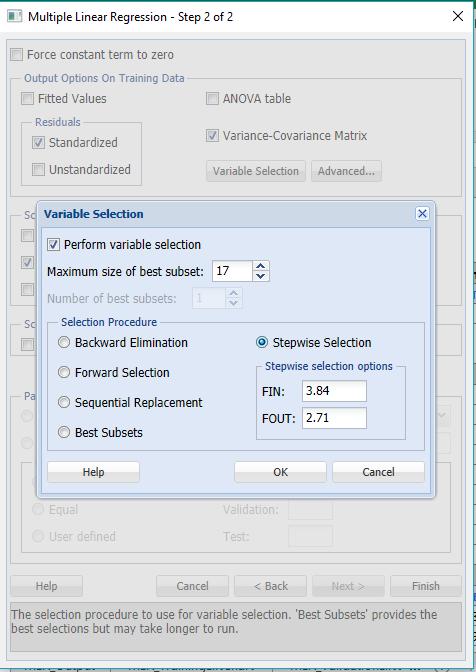 Multiple Linear Regression - Step 2 of 2
Force constant term to zero
Output Options On Training Data
Fitted Values
ANOVA table
Residuals
Standardized
Variance-Covariance Matrix
Unstandardized
Variable Selection
Advanced...
Sc
Variable Selection
Perform variable selection
Maximum size of best subset: 17
Number of best subsets: 1
Selection Procedure
Backward Elimination
Stepwise Selection
Forward Selection
Stepwise selection options
FIN: 3.84
Sequential Replacement
FOUT: 2.71
Best Subsets
Help
OK
Cancel
Sc
Pa
Equal
Validation:
User defined
Test:
Help
Cancel
< Back
Next >
Finish
The selection procedure to use for variable selection. 'Best Subsets' provides the
best selections but may take longer to run.